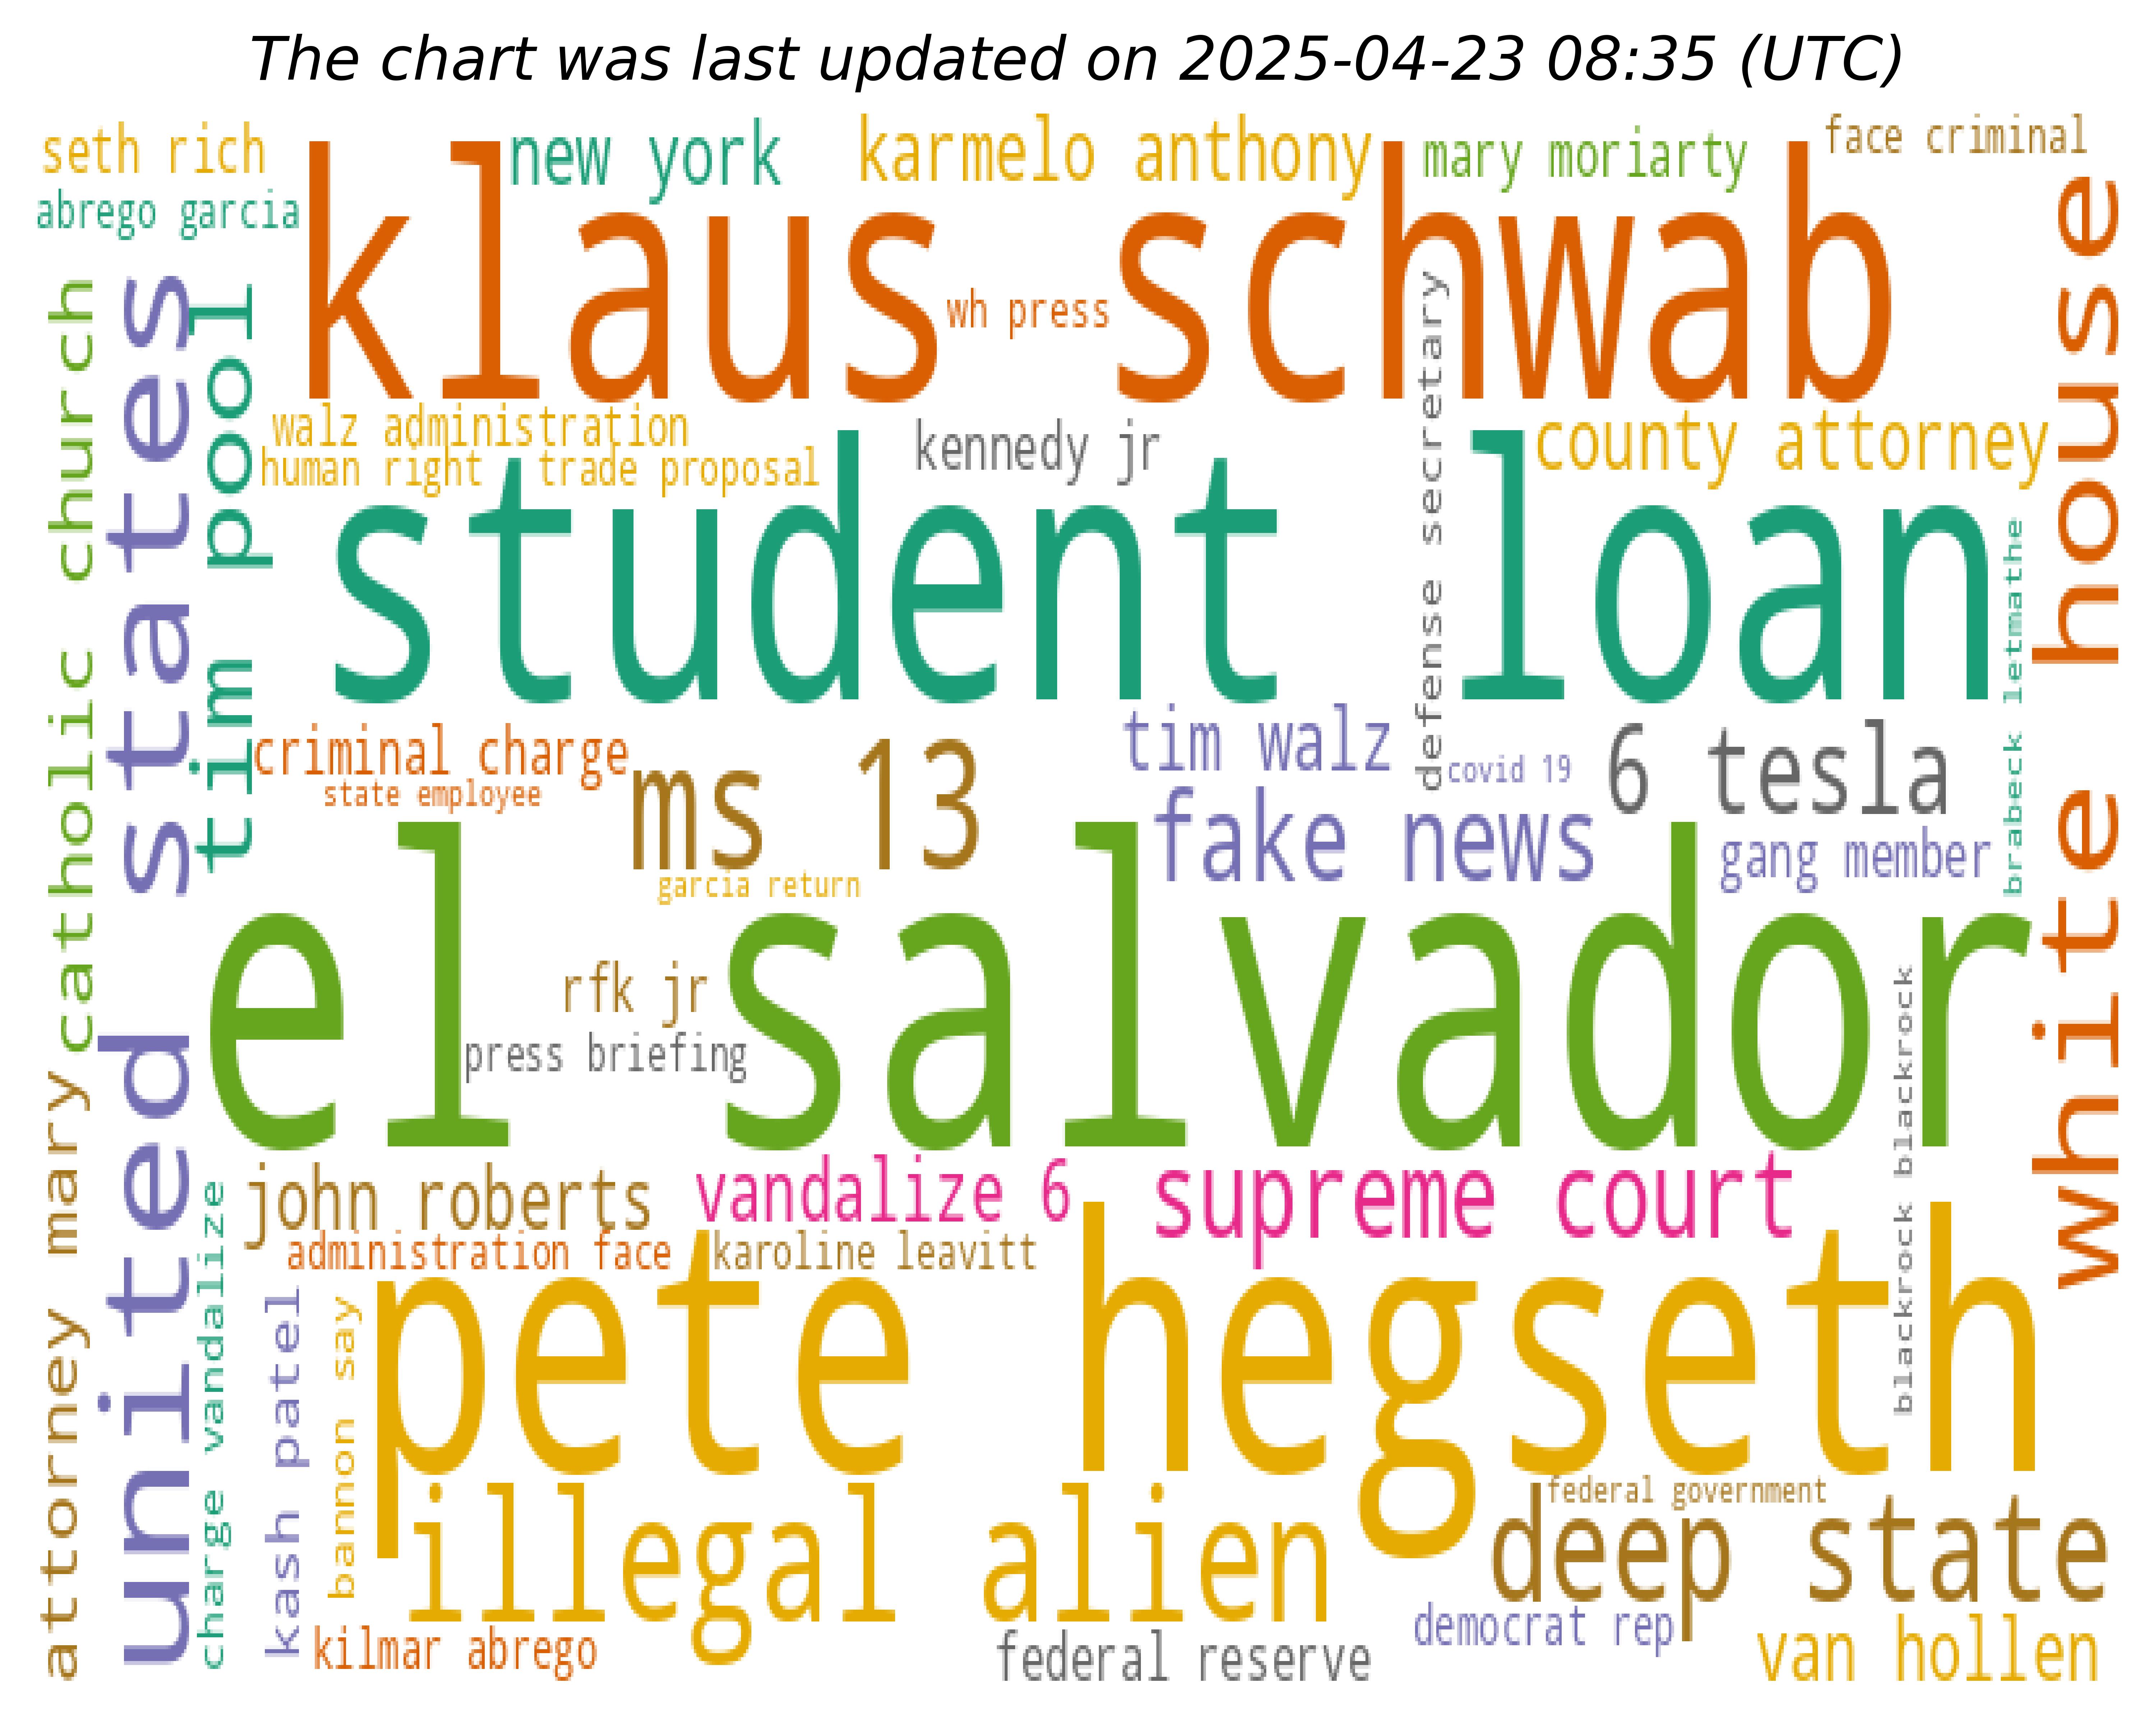 The chart was last updated on 2025-04-23 08:35 (UTC)
seth rich
new york
karmelo anthony
mary moriarty
face criminal
abrego garcia
klaus schwab
wh press
white house
catholic church
united states
tim pool
defense secretary
walz administration
kennedy jr
county attorney
human right
trade proposal
student loan
brabeck letmathe
criminal charge
ms 13
tim walz
covid 19
6 tesla
state employee
fake news
gang member
garcia return
el salvador
rfk jr
press briefing
blackrock blackrock
attorney mary
john roberts
vandalize 6
supreme court
charge vandalize
administration face
karoline leavitt
pete hegseth
kash patel
bannon say
illegal alien
federal government
deep state
kilmar abrego
federal reserve
democrat rep
van hollen